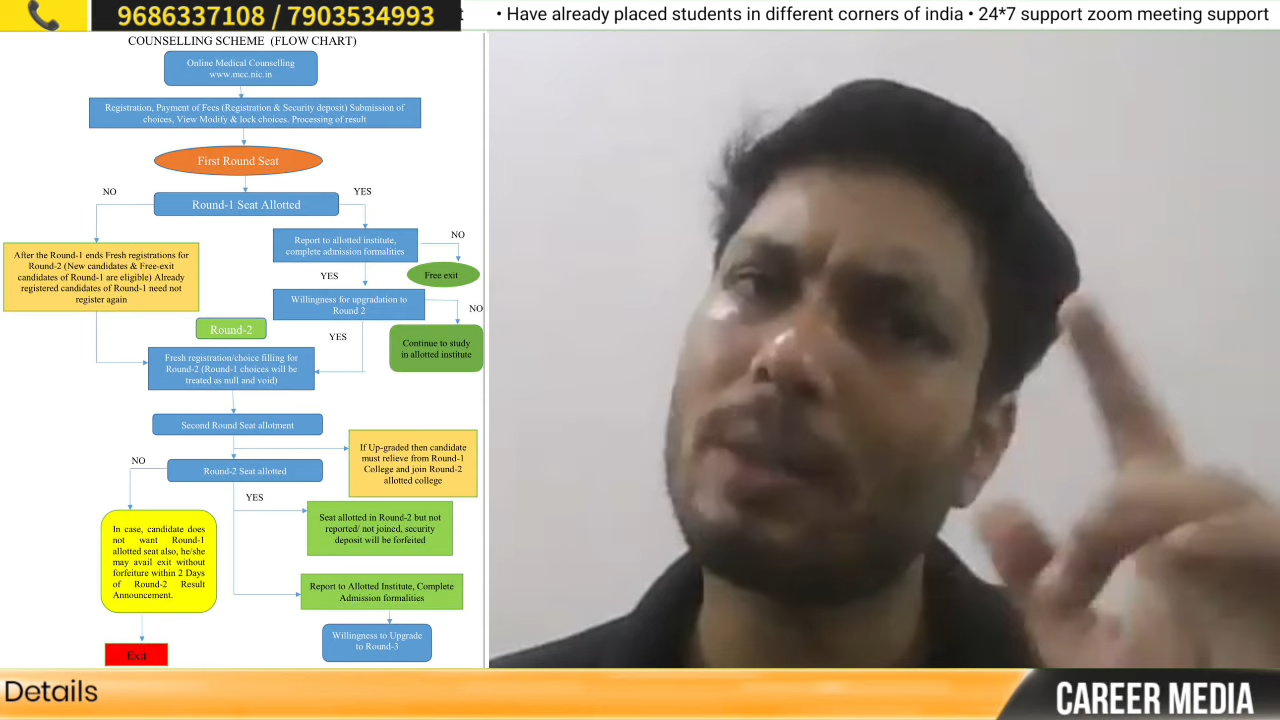 9686337108 / 7903534993
• Have already placed students in different corners of india • 24*7 support zoom meeting support
COUNSELLING SCHEME (FLOW CHART)
Online Medical Counselling
www.mcc.nic.in
Registration, Payment of Fees (Registration & Security deposit) Submission of
choices, View Modify & lock choices. Processing of result
First Round Seat
NO
YES
Round-1 Seat Allotted
Report to allotted institute,
complete admission formalities
NO
Free exit
After the Round-1 ends Fresh registrations for
Round-2 (New candidates & Free-exit
candidates of Round-1 are eligible) Already
registered candidates of Round-1 need not
register again
YES
Willingness for upgradation to
Round 2
NO
Round-2
YES
Continue to study
in allotted institute
Fresh registration/choice filling for
Round-2 (Round-1 choices will be
treated as null and void)
Second Round Seat allotment
If Up-graded then candidate
must relieve from Round-1
College and join Round-2
allotted college
NO
Round-2 Seat allotted
YES
Seat allotted in Round-2 but not
reported/ not joined, security
deposit will be forfeited
In case, candidate does
not want Round-1
allotted seat also, he/she
may avail exit without
forfeiture within 2 Days
of Round-2 Result
Announcement.
Report to Allotted Institute, Complete
Admission formalities
Willingness to Upgrade
to Round-3
Exit
Details
CAREER MEDIA